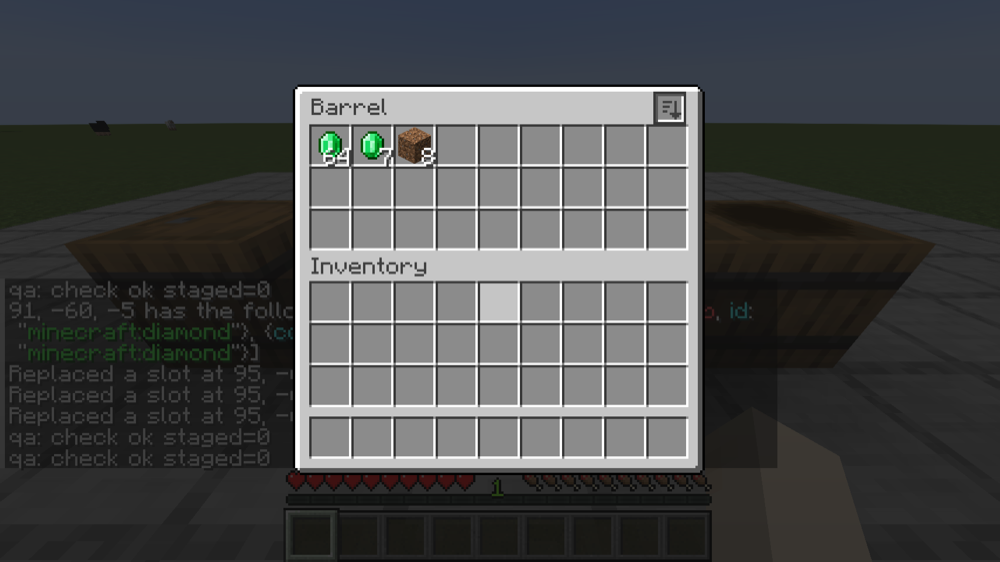 Barrel
64 7 8
Inventory
qa: check ok staged=0
91, -60, -5 has the follo , id:
"minecraft:diamond"}, {co
"minecraft:diamond"}]
Replaced a slot at 95, -
Replaced a slot at 95, -
Replaced a slot at 95, -
qa: check ok staged=0
qa: check ok staged=0
1